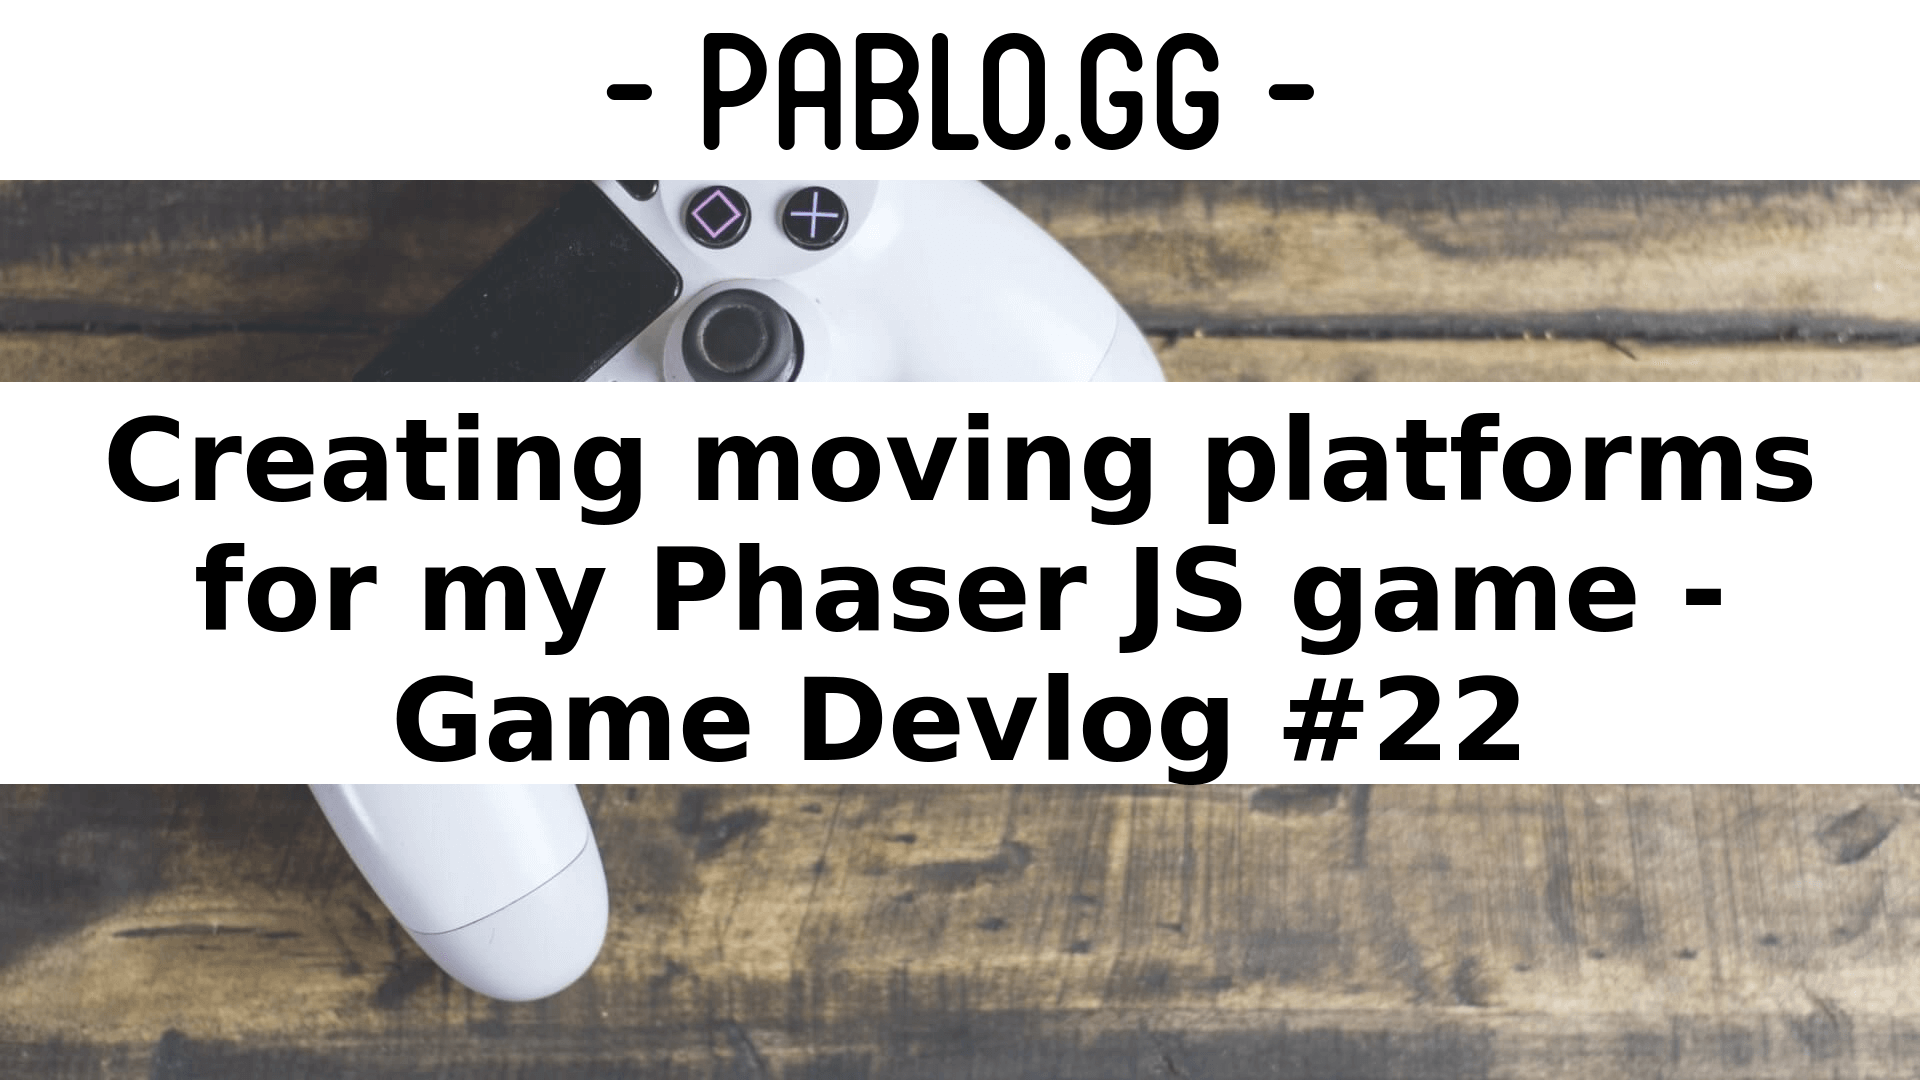 - PABLO.GG -
Creating moving platforms
for my Phaser JS game -
Game Devlog #22